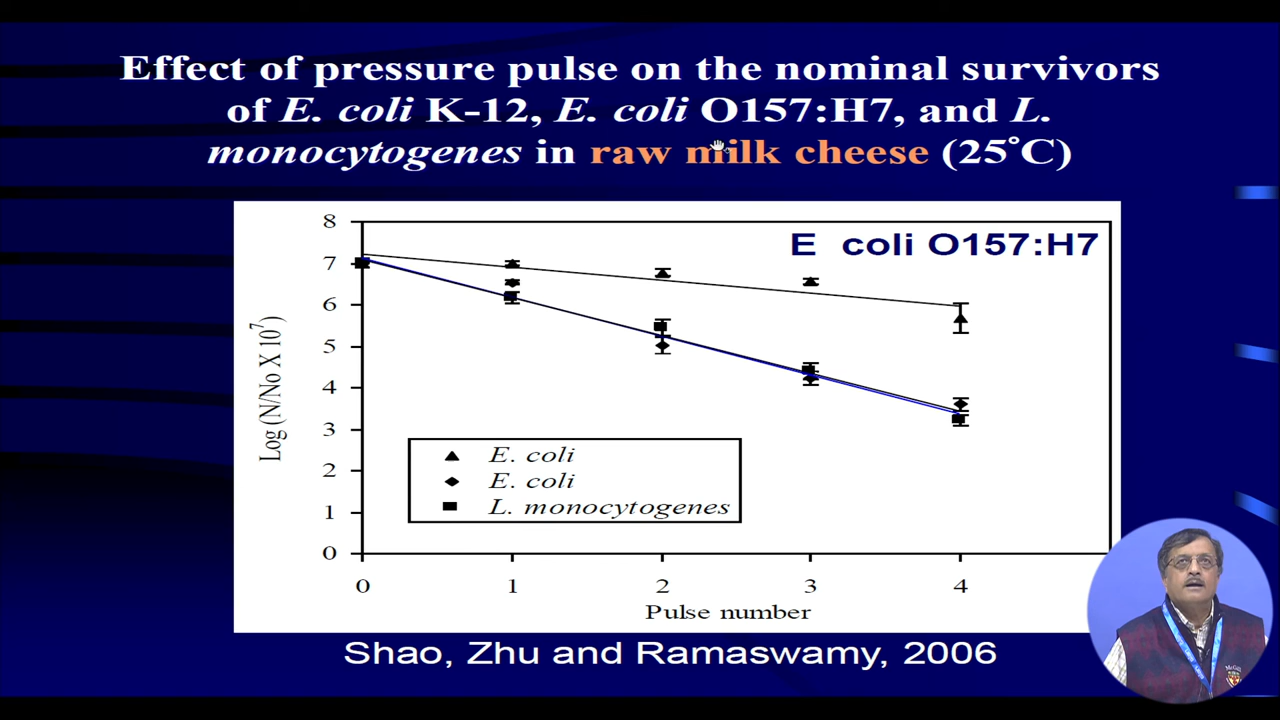 Effect of pressure pulse on the nominal survivors
of E. coli K-12, E. coli O157:H7, and L.
monocytogenes in raw milk cheese (25°C)
E coli O157:H7
8
7
6
5
4
3
2
1
0
Log (N/No X 10⁷)
E. coli
E. coli
L. monocytogenes
0 1 2 3 4
Pulse number
Shao, Zhu and Ramaswamy, 2006
McGill